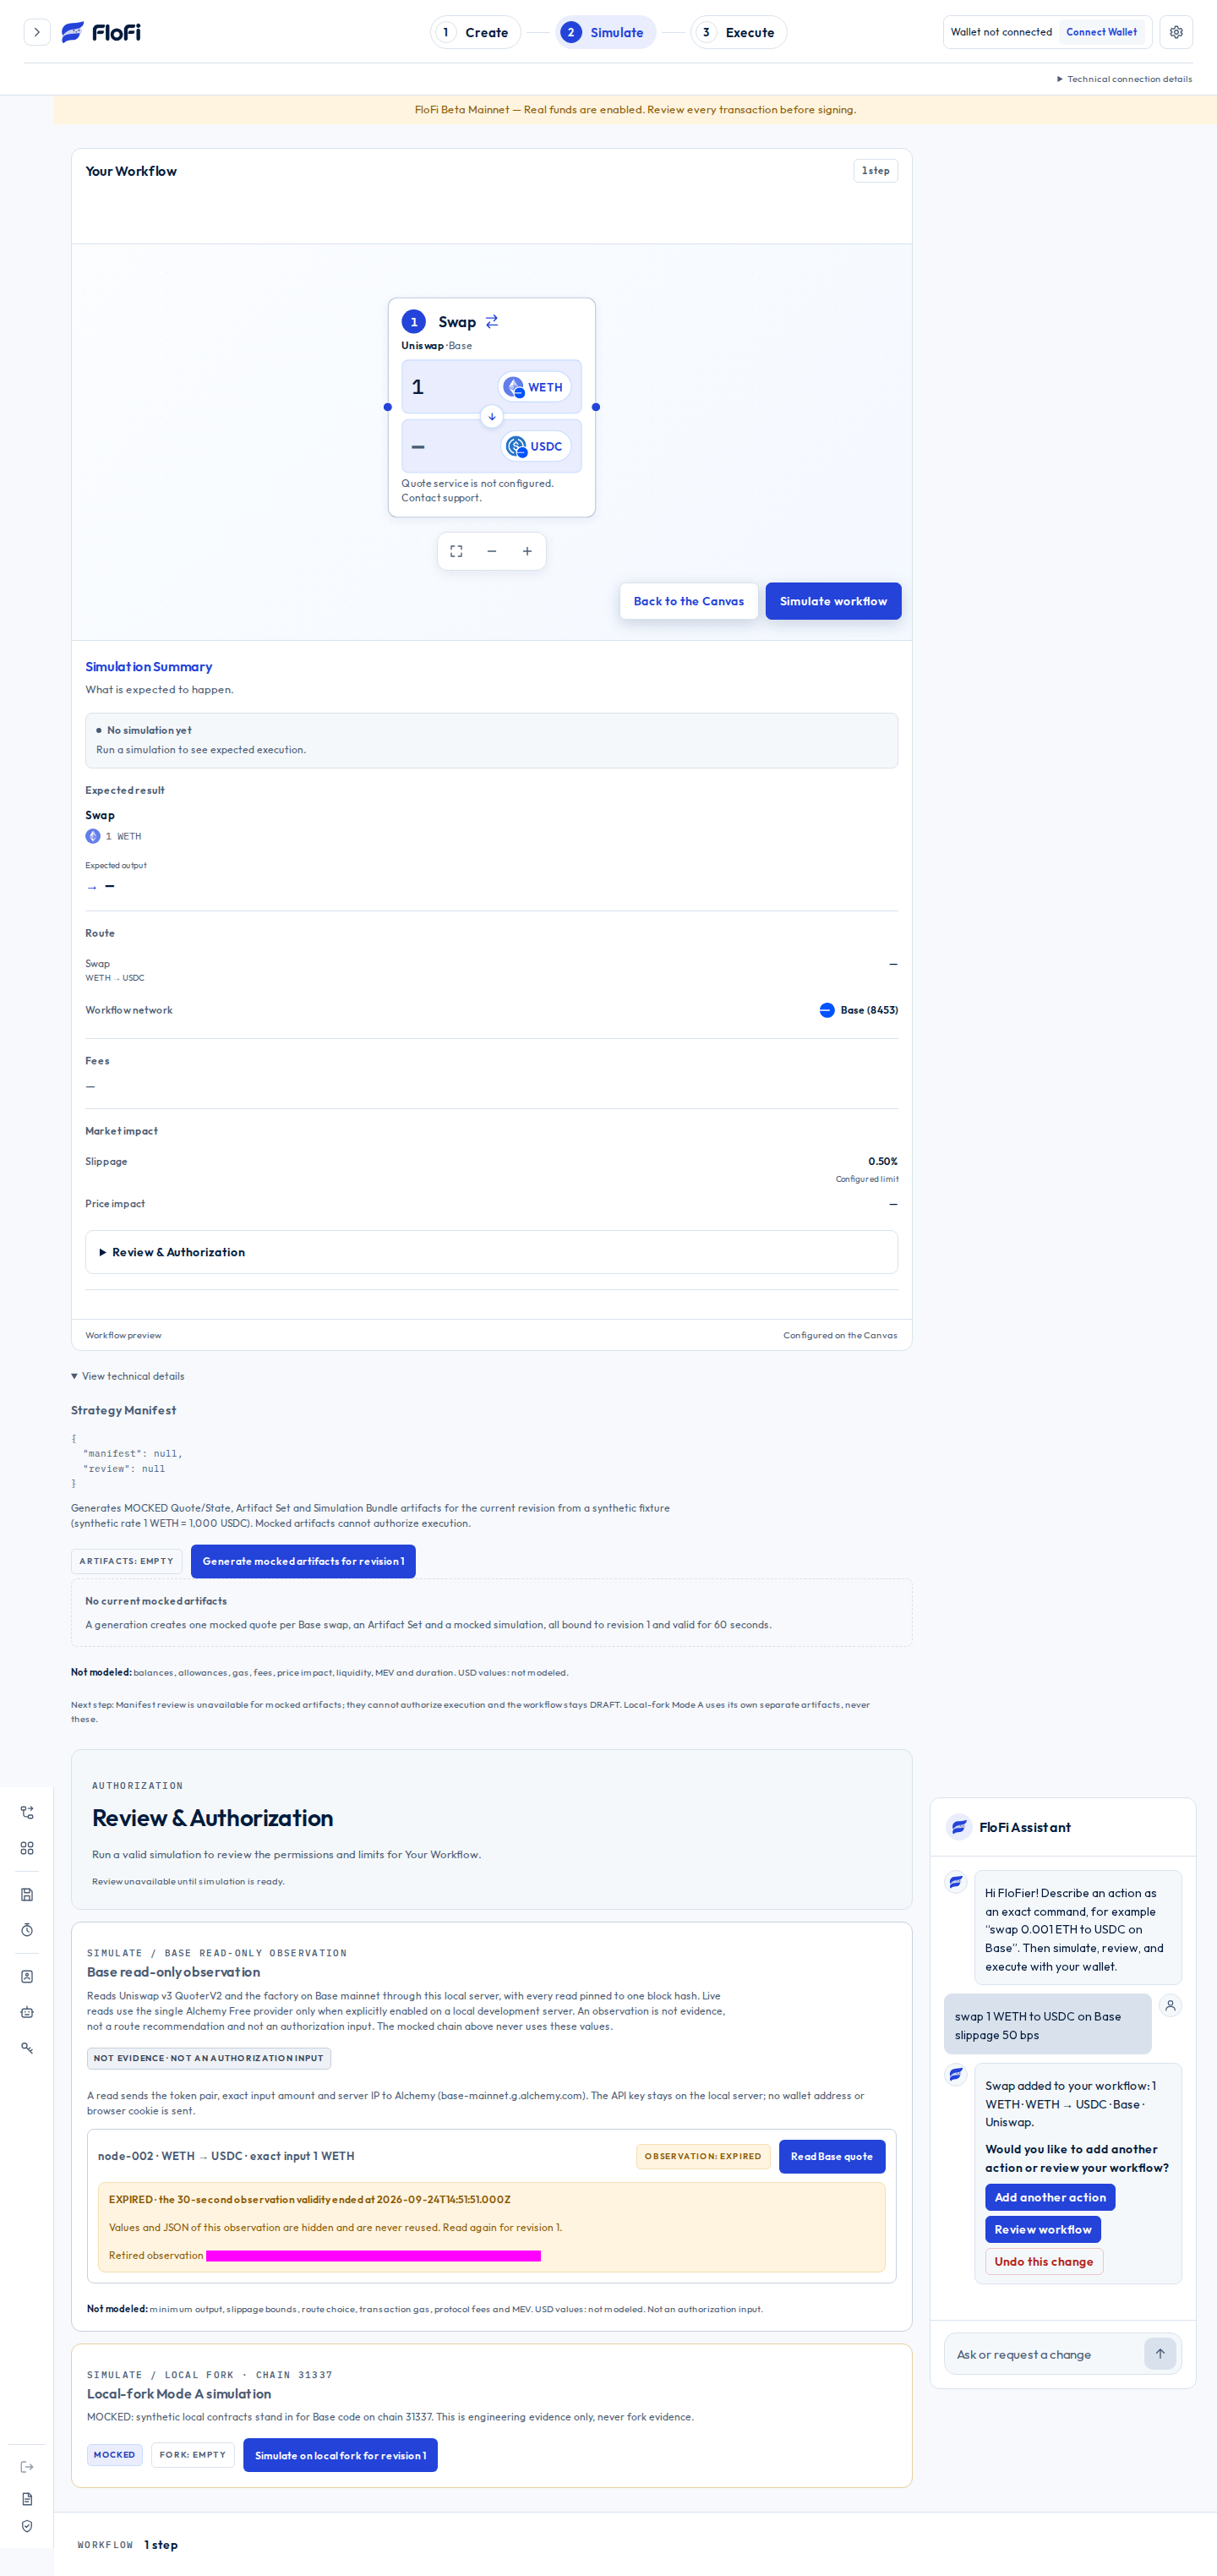 FloFi
1 Create
2 Simulate
3 Execute
Wallet not connected
Connect Wallet
▶ Technical connection details
FloFi Beta Mainnet — Real funds are enabled. Review every transaction before signing.
Your Workflow
1 step
1 Swap
Uniswap · Base
1
WETH
—
USDC
Quote service is not configured.
Contact support.
Back to the Canvas
Simulate workflow
Simulation Summary
What is expected to happen.
No simulation yet
Run a simulation to see expected execution.
Expected result
Swap
1 WETH
Expected output
→ —
Route
Swap
—
WETH → USDC
Workflow network
Base (8453)
Fees
—
Market impact
Slippage
0.50%
Configured limit
Price impact
—
▶ Review & Authorization
Workflow preview
Configured on the Canvas
▼ View technical details
Strategy Manifest
{
"manifest": null,
"review": null
}
Generates MOCKED Quote/State, Artifact Set and Simulation Bundle artifacts for the current revision from a synthetic fixture
(synthetic rate 1 WETH = 1,000 USDC). Mocked artifacts cannot authorize execution.
ARTIFACTS: EMPTY
Generate mocked artifacts for revision 1
No current mocked artifacts
A generation creates one mocked quote per Base swap, an Artifact Set and a mocked simulation, all bound to revision 1 and valid for 60 seconds.
Not modeled: balances, allowances, gas, fees, price impact, liquidity, MEV and duration. USD values: not modeled.
Next step: Manifest review is unavailable for mocked artifacts; they cannot authorize execution and the workflow stays DRAFT. Local-fork Mode A uses its own separate artifacts, never
these.
AUTHORIZATION
Review & Authorization
Run a valid simulation to review the permissions and limits for Your Workflow.
Review unavailable until simulation is ready.
SIMULATE / BASE READ-ONLY OBSERVATION
Base read-only observation
Reads Uniswap v3 QuoterV2 and the factory on Base mainnet through this local server, with every read pinned to one block hash. Live
reads use the single Alchemy Free provider only when explicitly enabled on a local development server. An observation is not evidence,
not a route recommendation and not an authorization input. The mocked chain above never uses these values.
NOT EVIDENCE · NOT AN AUTHORIZATION INPUT
A read sends the token pair, exact input amount and server IP to Alchemy (base-mainnet.g.alchemy.com). The API key stays on the local server; no wallet address or
browser cookie is sent.
node-002 · WETH → USDC · exact input 1 WETH
OBSERVATION: EXPIRED
Read Base quote
EXPIRED · the 30-second observation validity ended at 2026-09-24T14:51:51.000Z
Values and JSON of this observation are hidden and are never reused. Read again for revision 1.
Retired observation
Not modeled: minimum output, slippage bounds, route choice, transaction gas, protocol fees and MEV. USD values: not modeled. Not an authorization input.
SIMULATE / LOCAL FORK · CHAIN 31337
Local-fork Mode A simulation
MOCKED: synthetic local contracts stand in for Base code on chain 31337. This is engineering evidence only, never fork evidence.
MOCKED
FORK: EMPTY
Simulate on local fork for revision 1
WORKFLOW 1 step
FloFi Assistant
Hi FloFier! Describe an action as
an exact command, for example
“swap 0.001 ETH to USDC on
Base”. Then simulate, review, and
execute with your wallet.
swap 1 WETH to USDC on Base
slippage 50 bps
Swap added to your workflow: 1
WETH · WETH → USDC · Base ·
Uniswap.
Would you like to add another
action or review your workflow?
Add another action
Review workflow
Undo this change
Ask or request a change